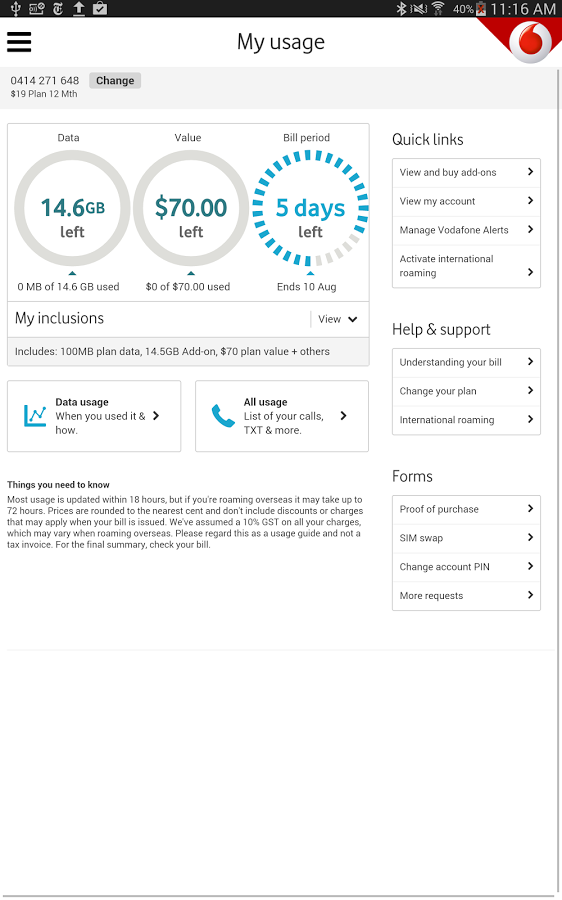 40% 11:16 AM
My usage
0414 271 648 Change
$19 Plan 12 Mth
Data
14.6GB
left
0 MB of 14.6 GB used
Value
$70.00
left
$0 of $70.00 used
Bill period
5 days
left
Ends 10 Aug
My inclusions
View
Includes: 100MB plan data, 14.5GB Add-on, $70 plan value + others
Data usage
When you used it &
how.
All usage
List of your calls,
TXT & more.
Things you need to know
Most usage is updated within 18 hours, but if you're roaming overseas it may take up to
72 hours. Prices are rounded to the nearest cent and don't include discounts or charges
that may apply when your bill is issued. We've assumed a 10% GST on all your charges,
which may vary when roaming overseas. Please regard this as a usage guide and not a
tax invoice. For the final summary, check your bill.
Quick links
View and buy add-ons
View my account
Manage Vodafone Alerts
Activate international
roaming
Help & support
Understanding your bill
Change your plan
International roaming
Forms
Proof of purchase
SIM swap
Change account PIN
More requests